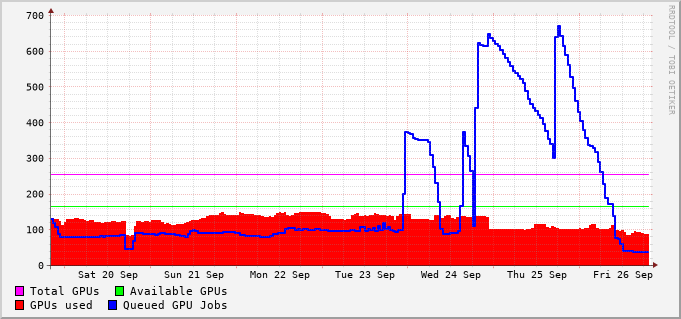 700
600
500
400
300
200
100
0
Sat 20 Sep Sun 21 Sep Mon 22 Sep Tue 23 Sep Wed 24 Sep Thu 25 Sep Fri 26 Sep
Total GPUs Available GPUs
GPUs used Queued GPU Jobs
RRDTOOL / TOBI OETIKER